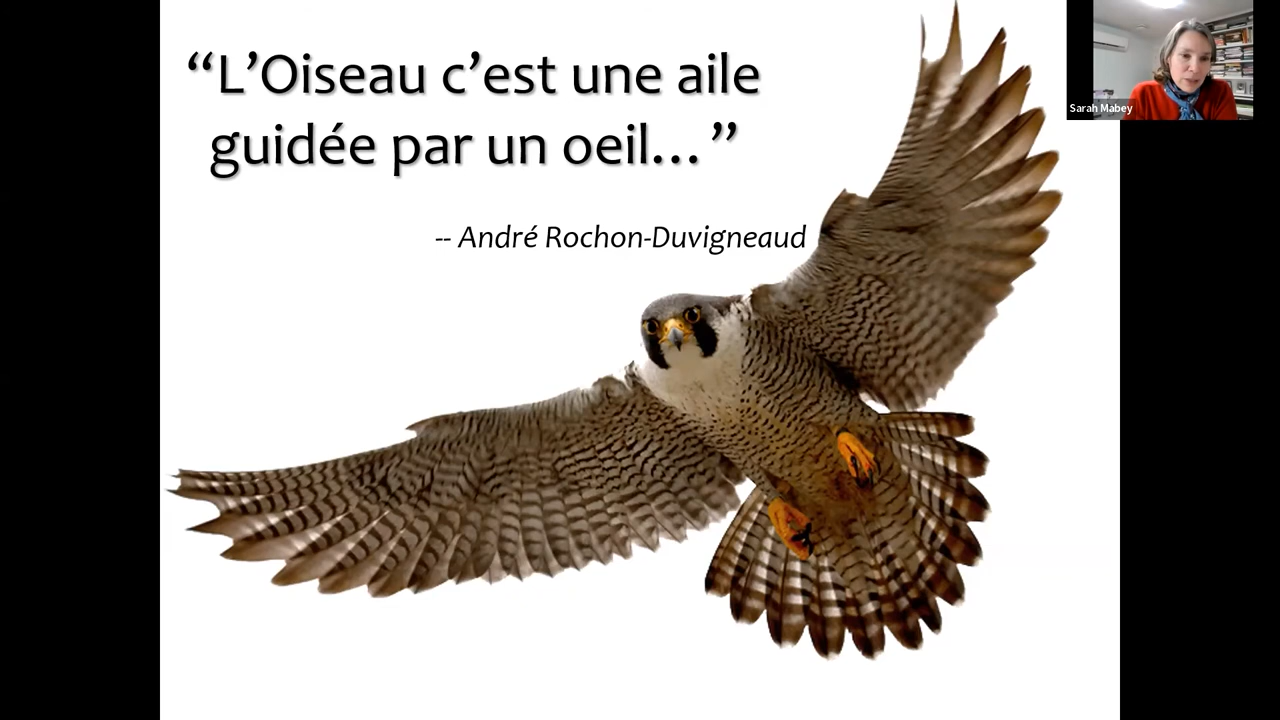 “L’Oiseau c’est une aile
guidée par un oeil… ”
-- André Rochon-Duvigneaud
Sarah Mabey